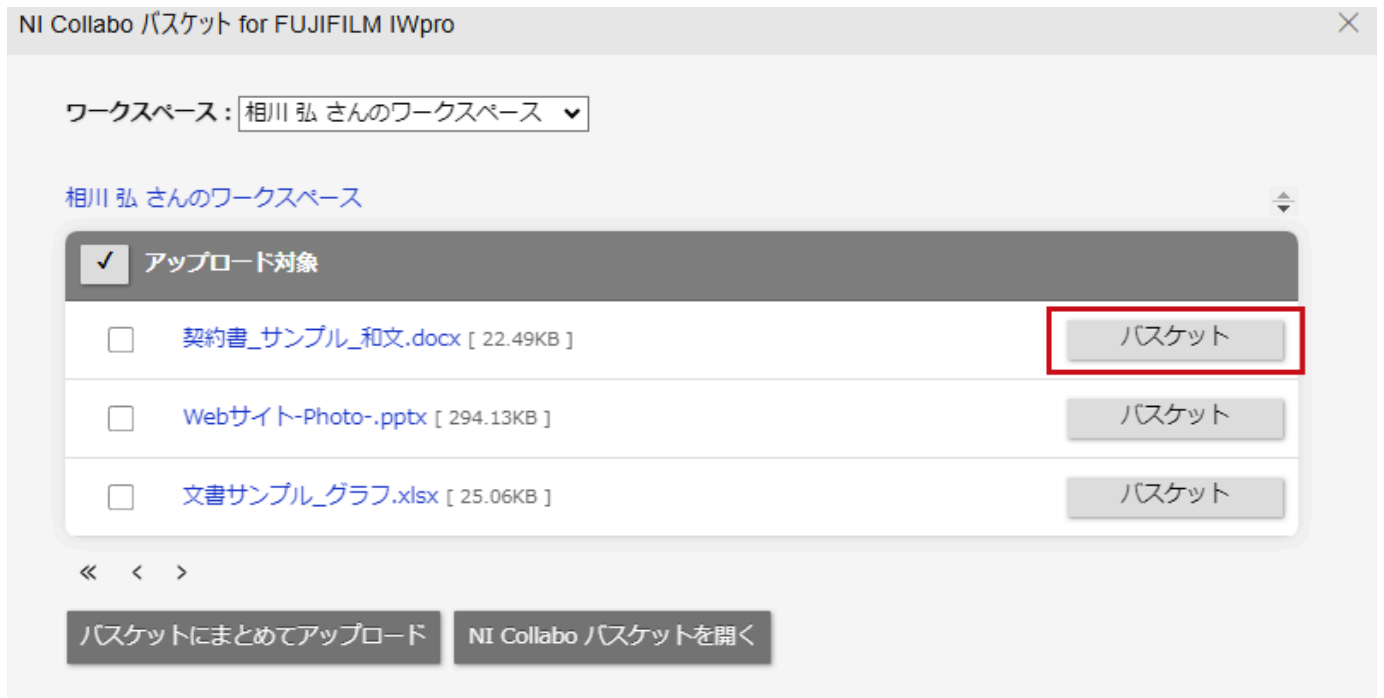 NI Collabo バスケット for FUJIFILM IWpro
ワークスペース : 相川 弘 さんのワークスペース
相川 弘 さんのワークスペース
✓ アップロード対象
契約書_サンプル_和文.docx [ 22.49KB ] バスケット
Webサイト-Photo-.pptx [ 294.13KB ] バスケット
文書サンプル_グラフ.xlsx [ 25.06KB ] バスケット
« < >
バスケットにまとめてアップロード NI Collabo バスケットを開く